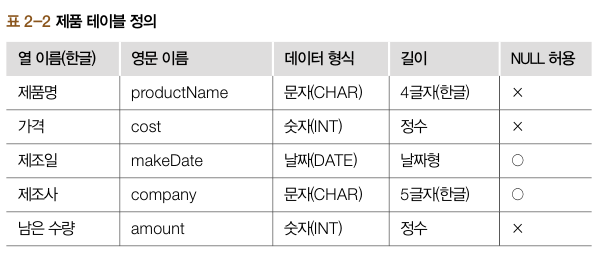 표 2-2 제품 테이블 정의
열 이름(한글) 영문 이름 데이터 형식 길이 NULL 허용
제품명 productName 문자(CHAR) 4글자(한글) ×
가격 cost 숫자(INT) 정수 ×
제조일 makeDate 날짜(DATE) 날짜형 ○
제조사 company 문자(CHAR) 5글자(한글) ○
남은 수량 amount 숫자(INT) 정수 ×